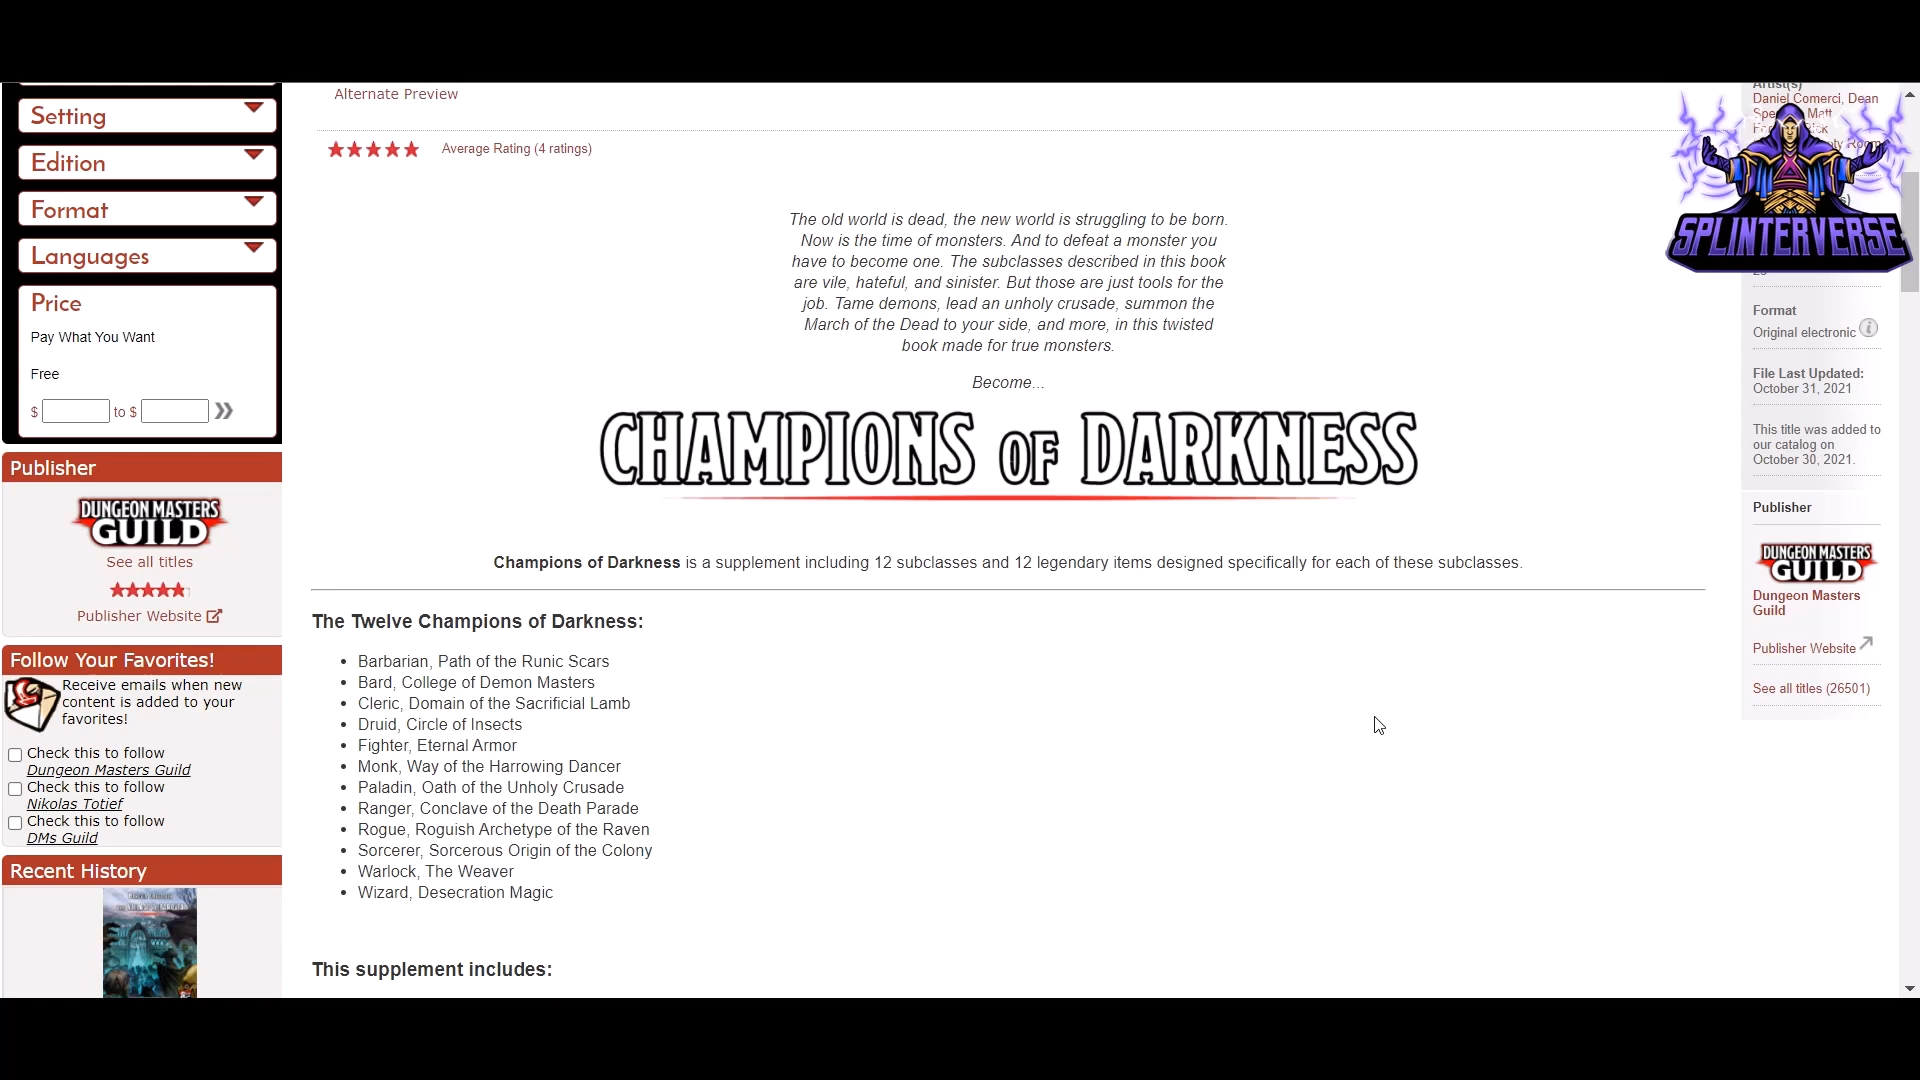 Setting
Edition
Format
Languages
Price
Pay What You Want
Free
$ to $
Publisher
DUNGEON MASTERS
GUILD
See all titles
Publisher Website
Follow Your Favorites!
Receive emails when new
content is added to your
favorites!
Check this to follow
Dungeon Masters Guild
Check this to follow
Nikolas Totief
Check this to follow
DMs Guild
Recent History
Alternate Preview
Average Rating (4 ratings)
The old world is dead, the new world is struggling to be born.
Now is the time of monsters. And to defeat a monster you
have to become one. The subclasses described in this book
are vile, hateful, and sinister. But those are just tools for the
job. Tame demons, lead an unholy crusade, summon the
March of the Dead to your side, and more, in this twisted
book made for true monsters.
Become...
CHAMPIONS OF DARKNESS
Champions of Darkness is a supplement including 12 subclasses and 12 legendary items designed specifically for each of these subclasses.
The Twelve Champions of Darkness:
• Barbarian, Path of the Runic Scars
• Bard, College of Demon Masters
• Cleric, Domain of the Sacrificial Lamb
• Druid, Circle of Insects
• Fighter, Eternal Armor
• Monk, Way of the Harrowing Dancer
• Paladin, Oath of the Unholy Crusade
• Ranger, Conclave of the Death Parade
• Rogue, Roguish Archetype of the Raven
• Sorcerer, Sorcerous Origin of the Colony
• Warlock, The Weaver
• Wizard, Desecration Magic
This supplement includes:
Artist(s)
Daniel Comerci, Dean
Matt
SPLINTERVERSE
Format
Original electronic
File Last Updated:
October 31, 2021
This title was added to
our catalog on
October 30, 2021.
Publisher
DUNGEON MASTERS
GUILD
Dungeon Masters
Guild
Publisher Website
See all titles (26501)